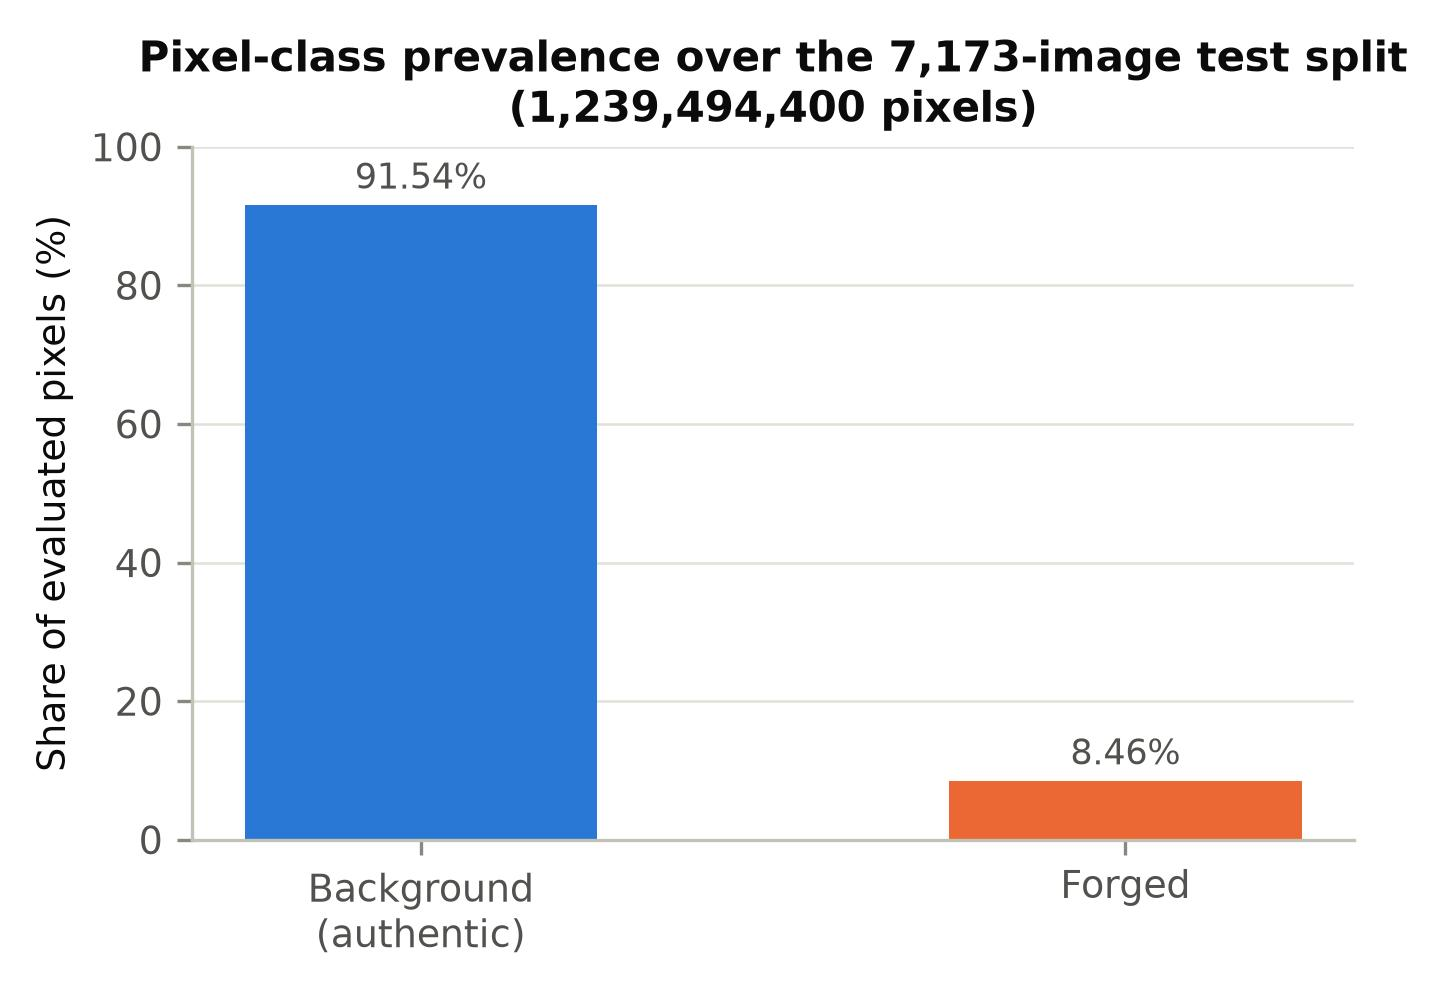 Pixel-class prevalence over the 7,173-image test split
(1,239,494,400 pixels)
Share of evaluated pixels (%)
100
80
60
40
20
0
91.54%
8.46%
Background
(authentic)
Forged